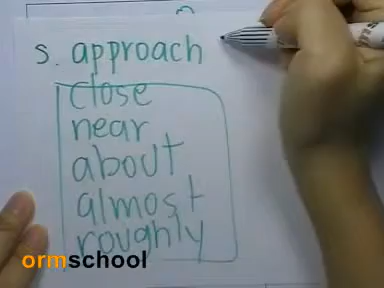 s. approach
close
near
about
almost
roughly
ormschool